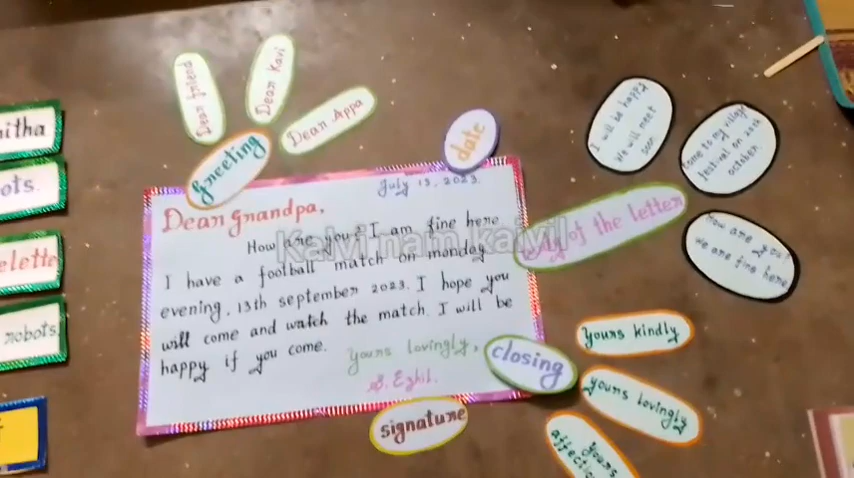 Dear friend
Dear Kavi
Dear Appa
Greeting
date
July 13, 2023.
Dear grandpa,
How are you? I am fine here.
I have a football match on monday
evening, 13th september 2023. I hope you
will come and watch the match. I will be
happy if you come.
yours lovingly,
S. Ezhil.
signature
closing
yours kindly
yours lovingly
yours
of the letter
I will be happy
We will meet
soon
Come to my village
festival on 20th
october.
How are you?
We are fine here
Kalvi nam kaiyil
robots